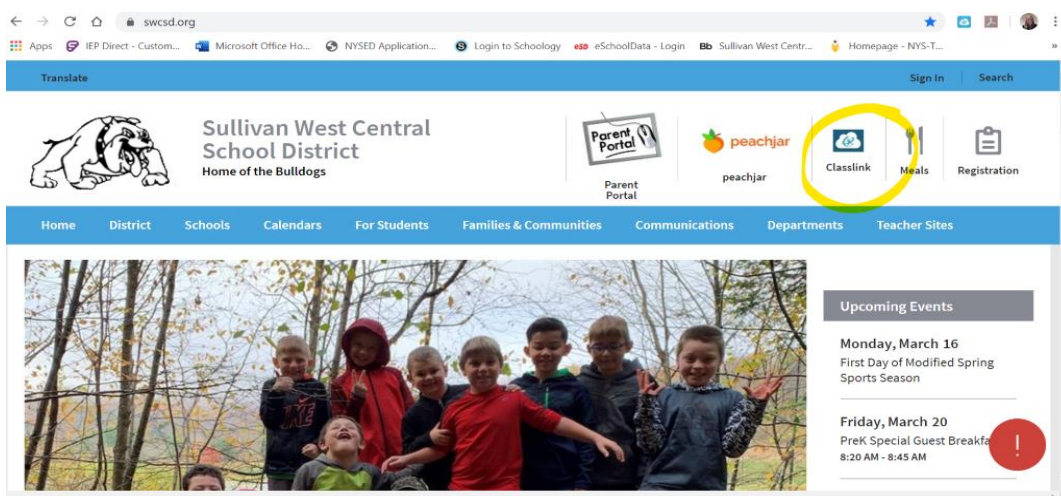 swcsd.org
Apps IEP Direct - Custom... Microsoft Office Ho... NYSED Application... Login to Schoology esD eSchoolData - Login Bb Sullivan West Centr... Homepage - NYS-T... »
Translate Sign In Search
Sullivan West Central
School District
Home of the Bulldogs
Parent
Portal
Parent
Portal
peachjar
peachjar
Classlink
Meals
Registration
Home District Schools Calendars For Students Families & Communities Communications Departments Teacher Sites
Upcoming Events
Monday, March 16
First Day of Modified Spring
Sports Season
Friday, March 20
PreK Special Guest Breakfa
8:20 AM - 8:45 AM
!